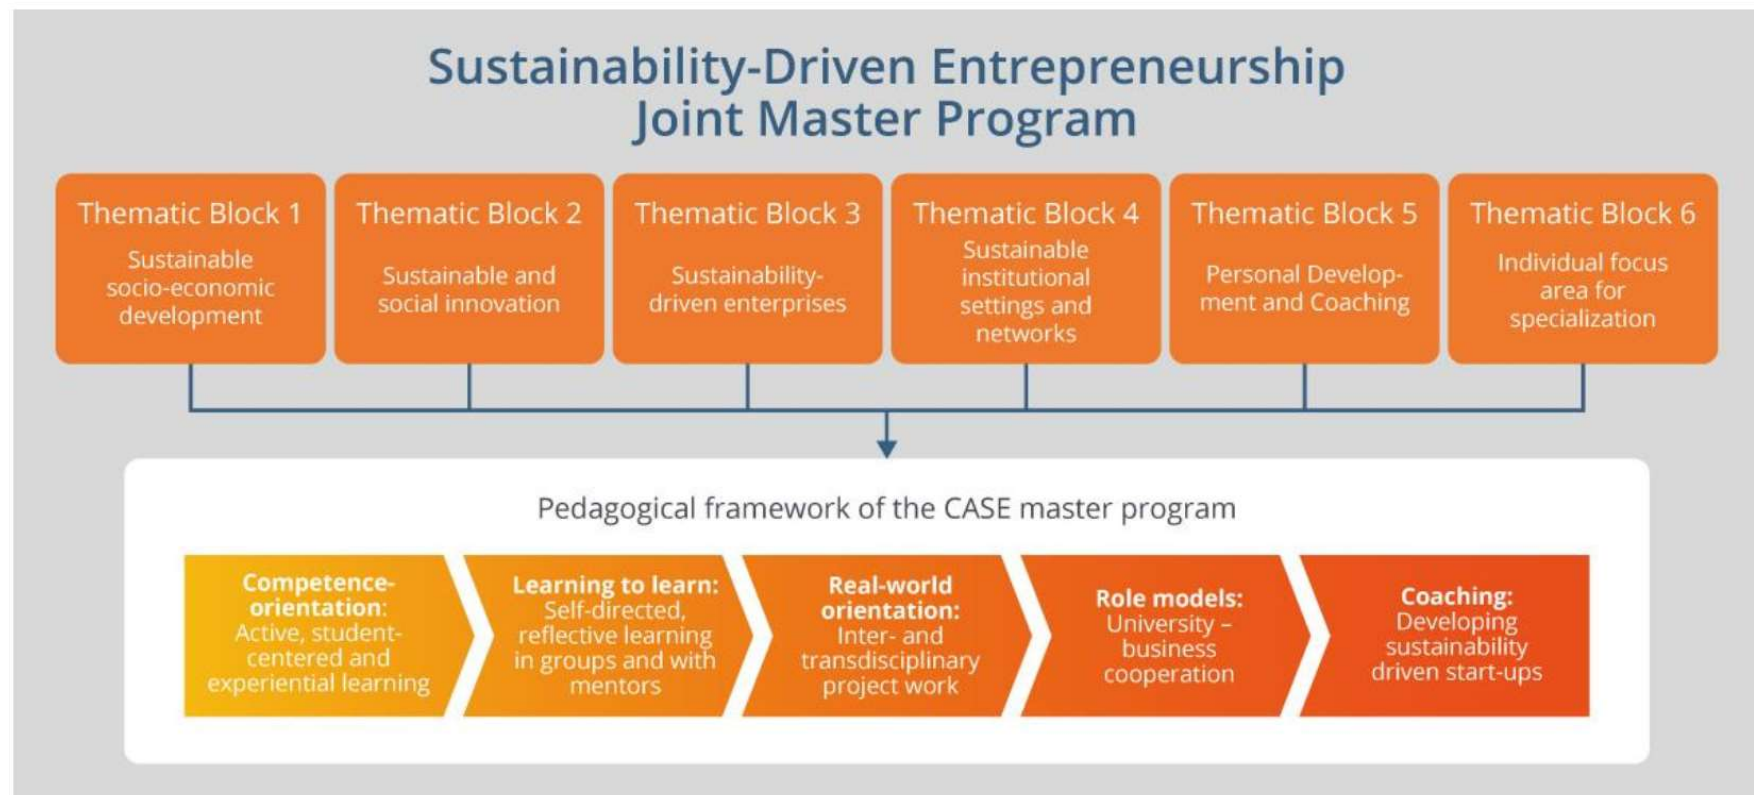 Sustainability-Driven Entrepreneurship
Joint Master Program
Thematic Block 1
Sustainable
socio-economic
development
Thematic Block 2
Sustainable and
social innovation
Thematic Block 3
Sustainability-
driven enterprises
Thematic Block 4
Sustainable
institutional
settings and
networks
Thematic Block 5
Personal Develop-
ment and Coaching
Thematic Block 6
Individual focus
area for
specialization
Pedagogical framework of the CASE master program
Competence-
orientation:
Active, student-
centered and
experiential learning
Learning to learn:
Self-directed,
reflective learning
in groups and with
mentors
Real-world
orientation:
Inter- and
transdisciplinary
project work
Role models:
University –
business
cooperation
Coaching:
Developing
sustainability
driven start-ups